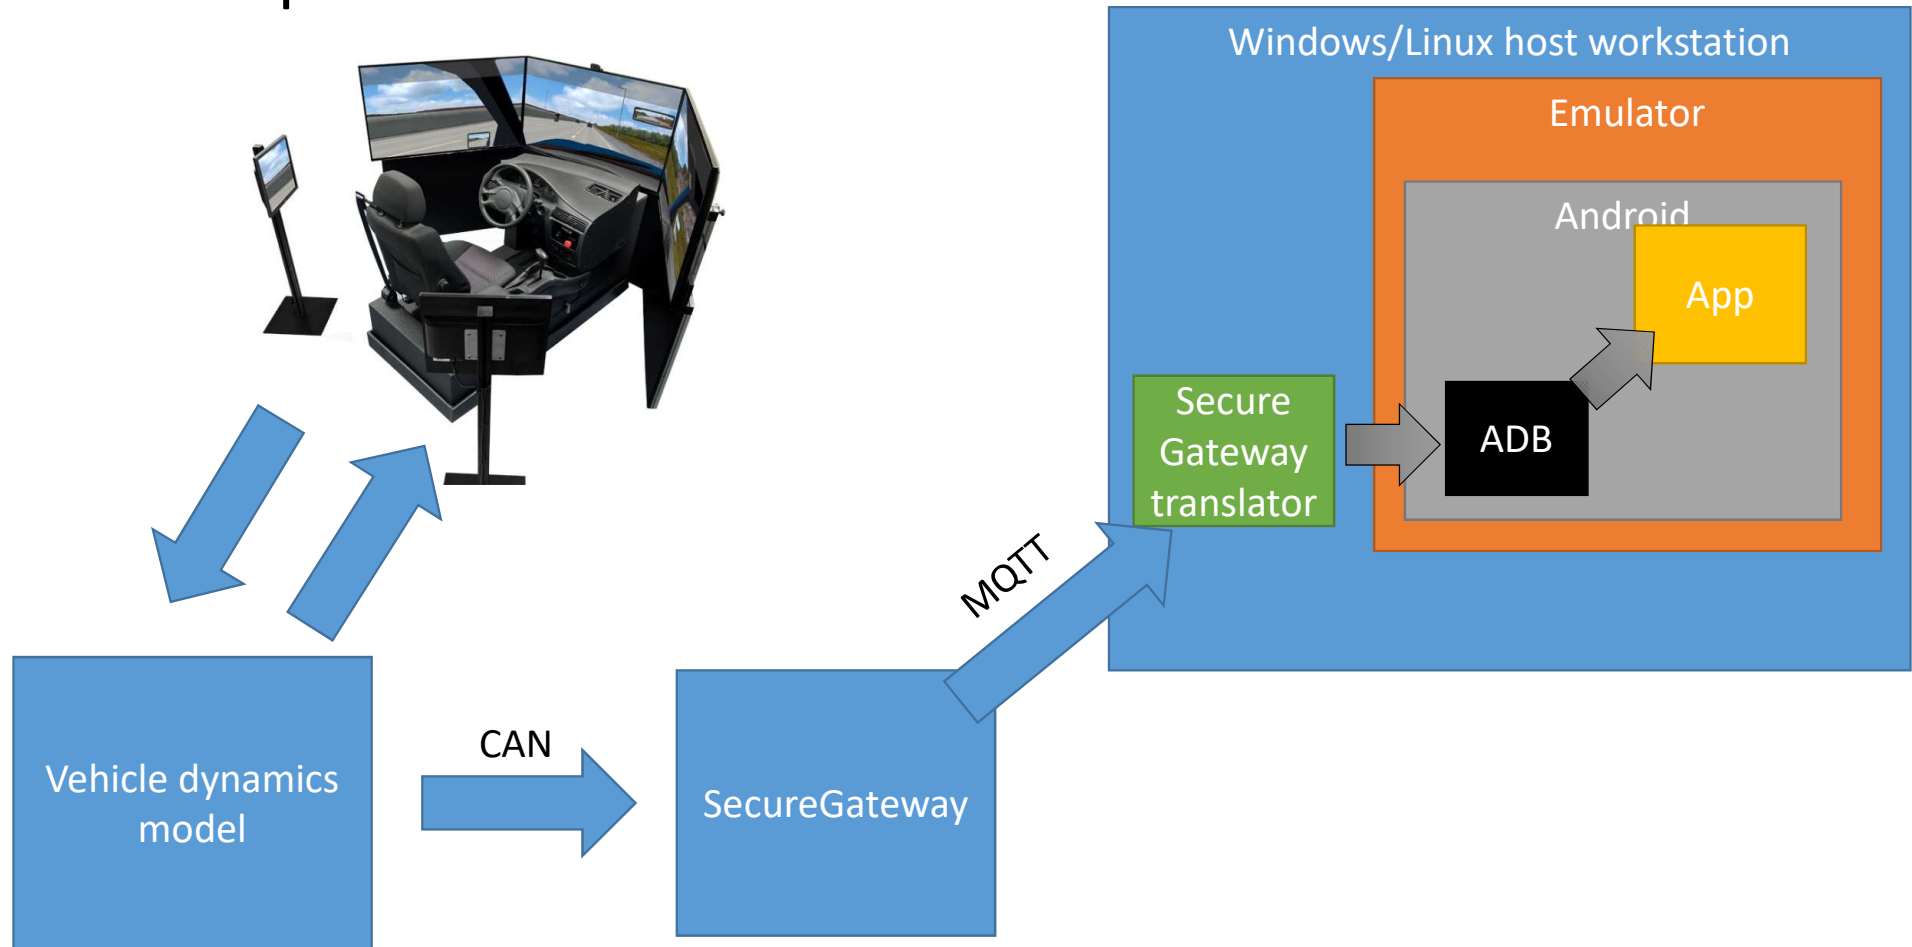 Windows/Linux host workstation
Emulator
Android
App
Secure
Gateway
translator
ADB
MQTT
CAN
Vehicle dynamics
model
SecureGateway